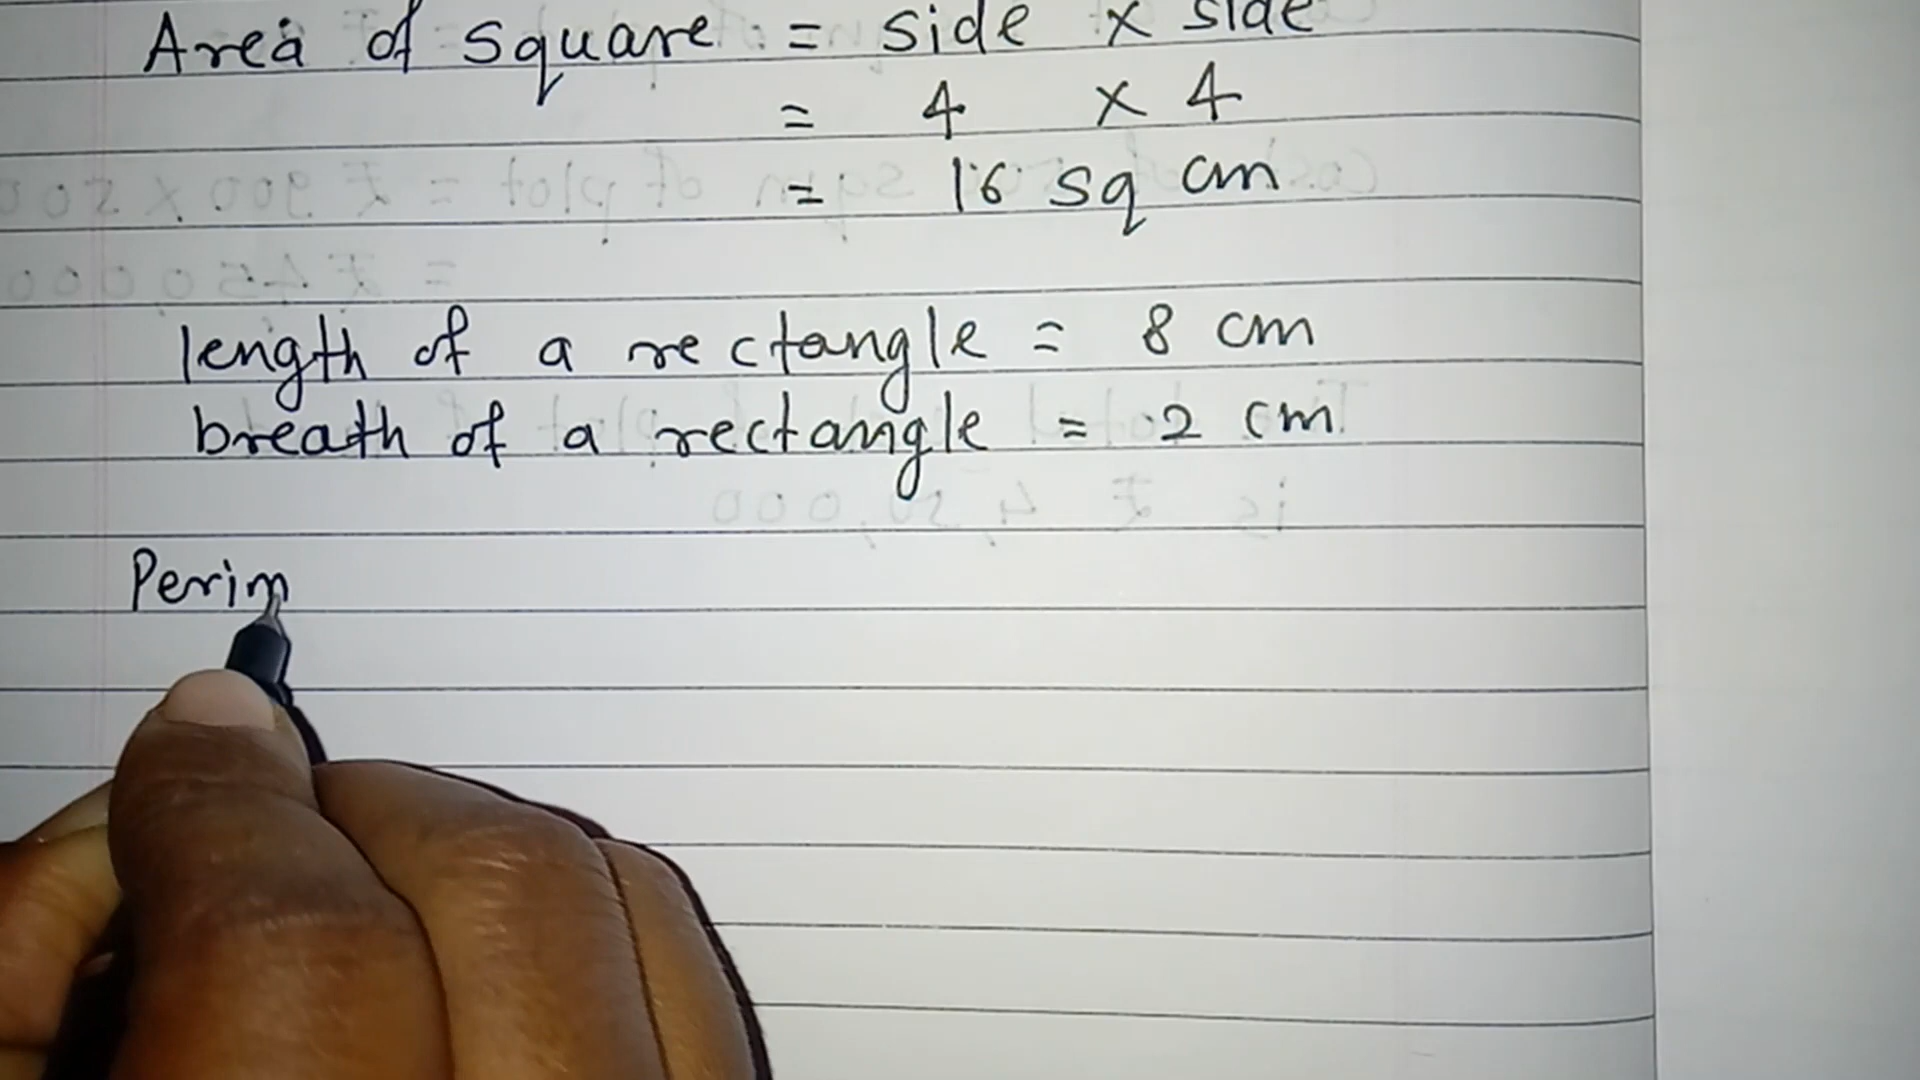 Area of square = side x side
= 4 x 4
= 16 sq cm
length of a rectangle = 8 cm
breath of a rectangle = 2 cm
Perim